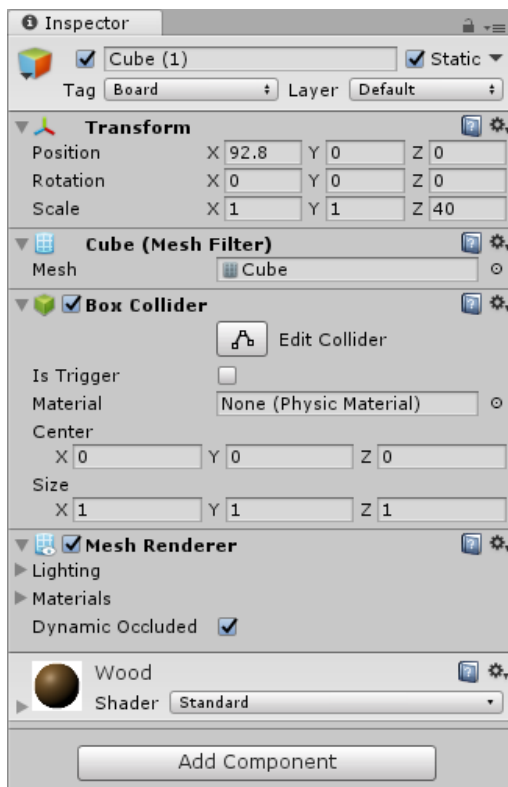 Inspector
Cube (1) Static
Tag Board Layer Default
Transform
Position X 92.8 Y 0 Z 0
Rotation X 0 Y 0 Z 0
Scale X 1 Y 1 Z 40
Cube (Mesh Filter)
Mesh Cube
Box Collider
Edit Collider
Is Trigger
Material None (Physic Material)
Center
X 0 Y 0 Z 0
Size
X 1 Y 1 Z 1
Mesh Renderer
Lighting
Materials
Dynamic Occluded
Wood
Shader Standard
Add Component